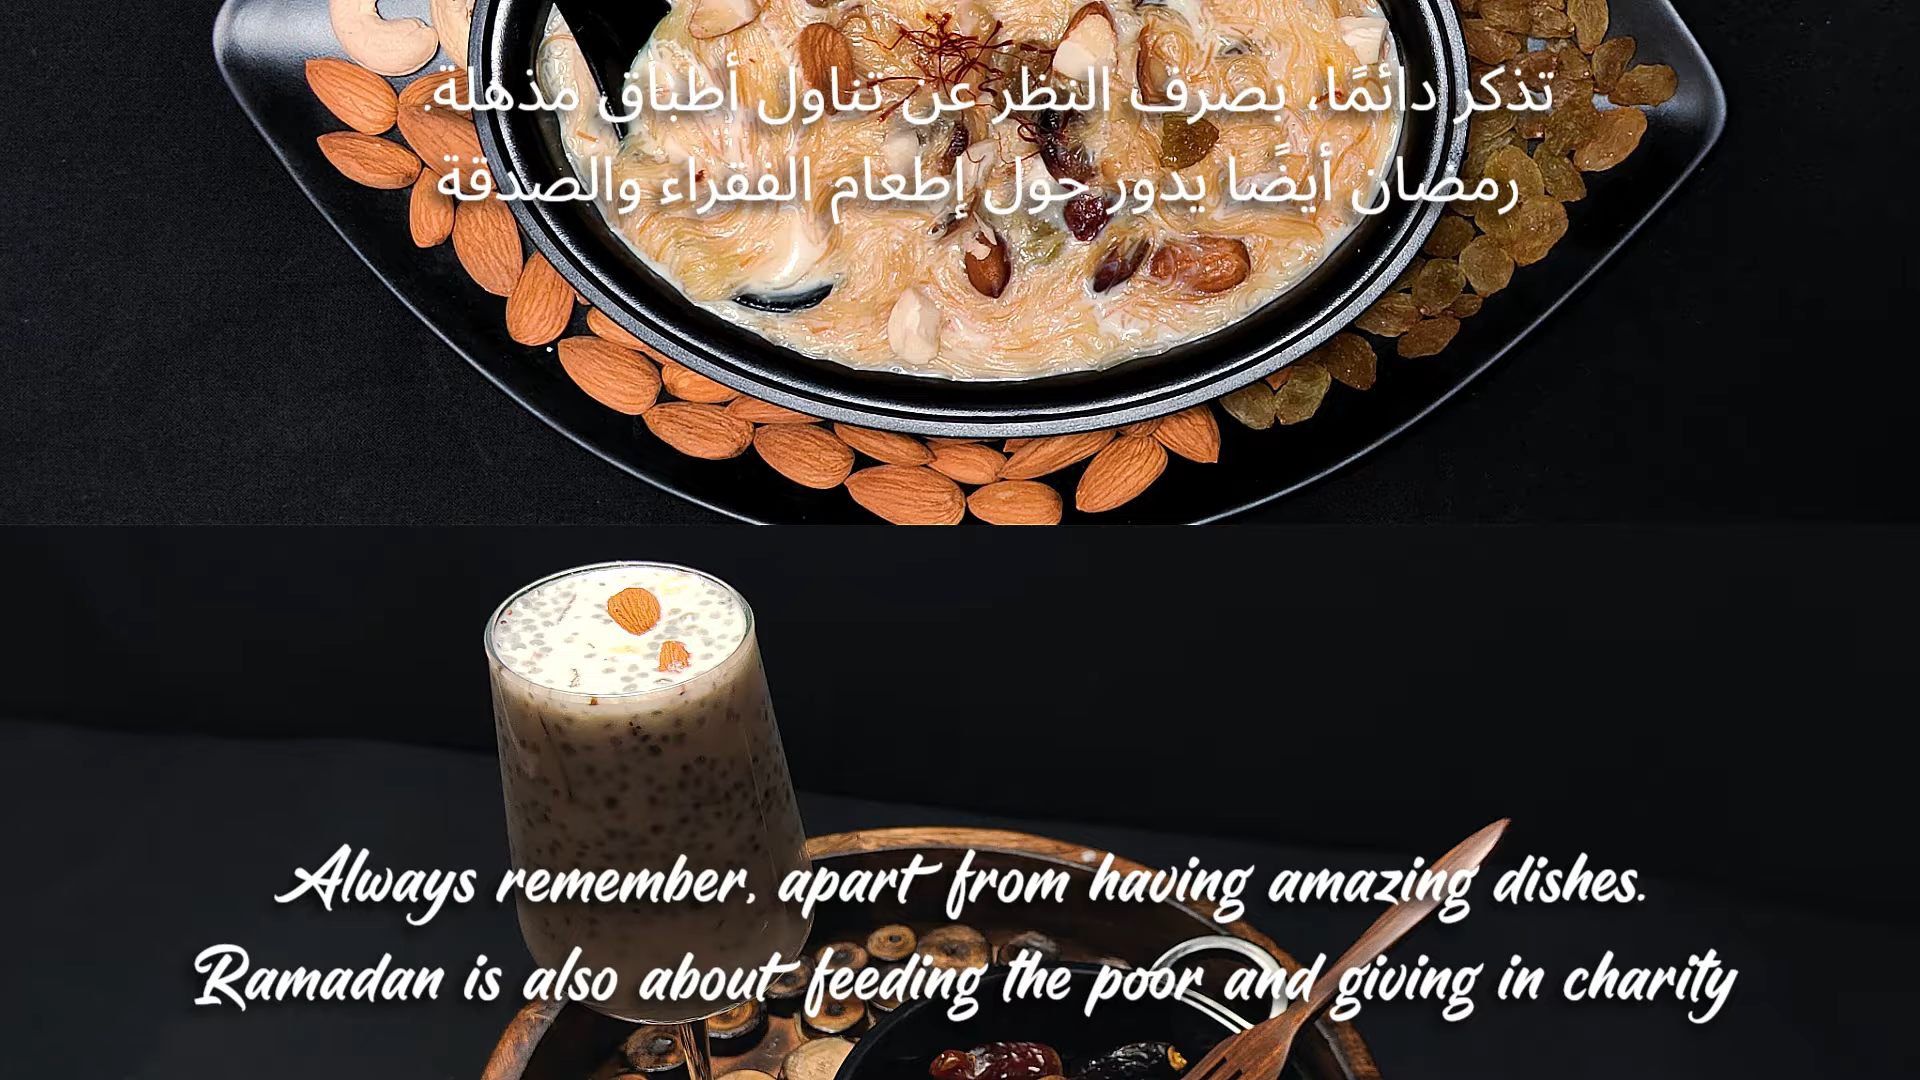 تذكر دائمًا، بصرف النظر عن تناول أطباق مذهلة.
رمضان أيضًا يدور حول إطعام الفقراء والصدقة
Always remember, apart from having amazing dishes.
Ramadan is also about feeding the poor and giving in charity